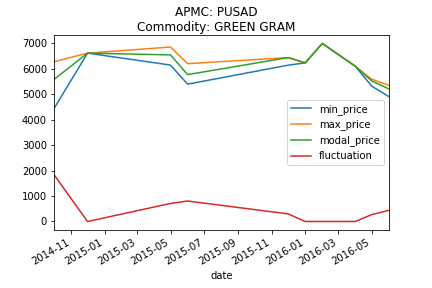 APMC: PUSAD
Commodity: GREEN GRAM
7000
6000
5000
4000
3000
2000
1000
0
min_price
max_price
modal_price
fluctuation
2014-11
2015-01
2015-03
2015-05
2015-07
2015-09
2015-11
2016-01
2016-03
2016-05
date